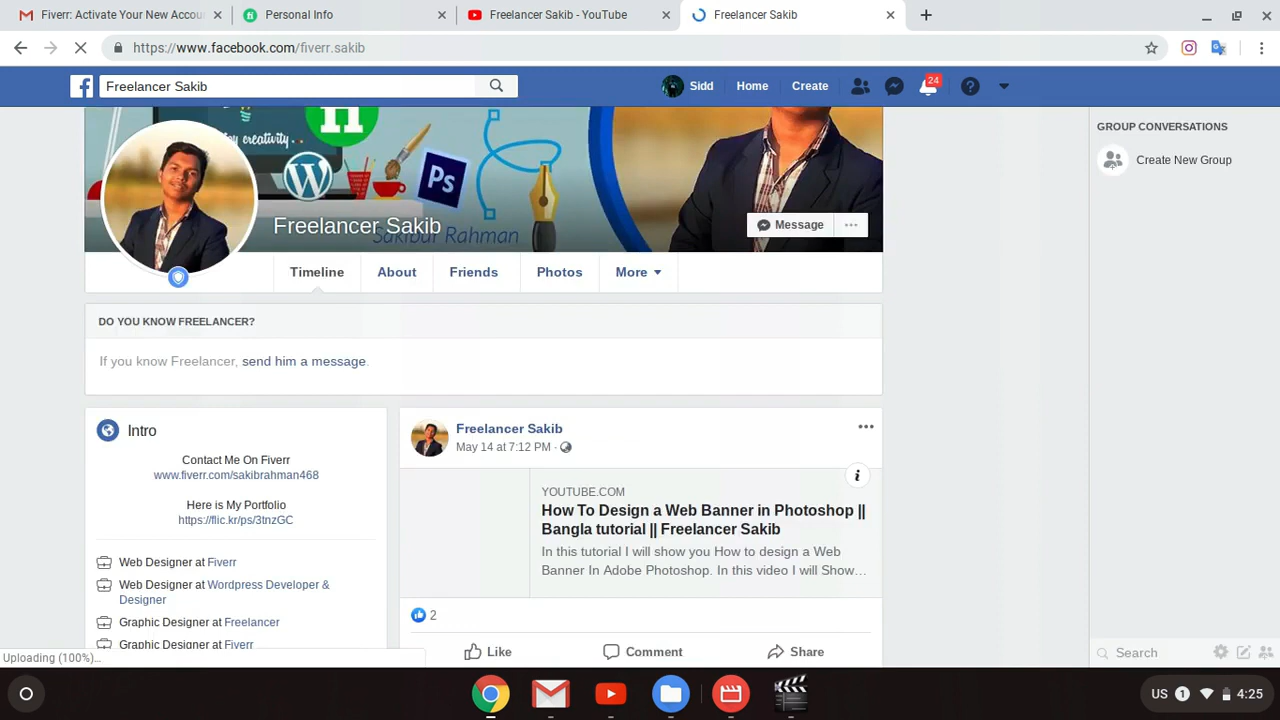 Fiverr: Activate Your New Accou
Personal Info
Freelancer Sakib - YouTube
Freelancer Sakib
https://www.facebook.com/fiverr.sakib
Freelancer Sakib
Sidd
Home
Create
24
GROUP CONVERSATIONS
Create New Group
creativity
fi
Ps
Freelancer Sakib
Sakibur Rahman
Message
Timeline
About
Friends
Photos
More
DO YOU KNOW FREELANCER?
If you know Freelancer, send him a message.
Intro
Contact Me On Fiverr
www.fiverr.com/sakibrahman468
Here is My Portfolio
https://flic.kr/ps/3tnzGC
Web Designer at Fiverr
Web Designer at Wordpress Developer &
Designer
Graphic Designer at Freelancer
Graphic Designer at Fiverr
Freelancer Sakib
May 14 at 7:12 PM ·
YOUTUBE.COM
How To Design a Web Banner in Photoshop ||
Bangla tutorial || Freelancer Sakib
In this tutorial I will show you How to design a Web
Banner In Adobe Photoshop. In this video I will Show…
2
Like
Comment
Share
Search
Uploading (100%)…
US
1
4:25